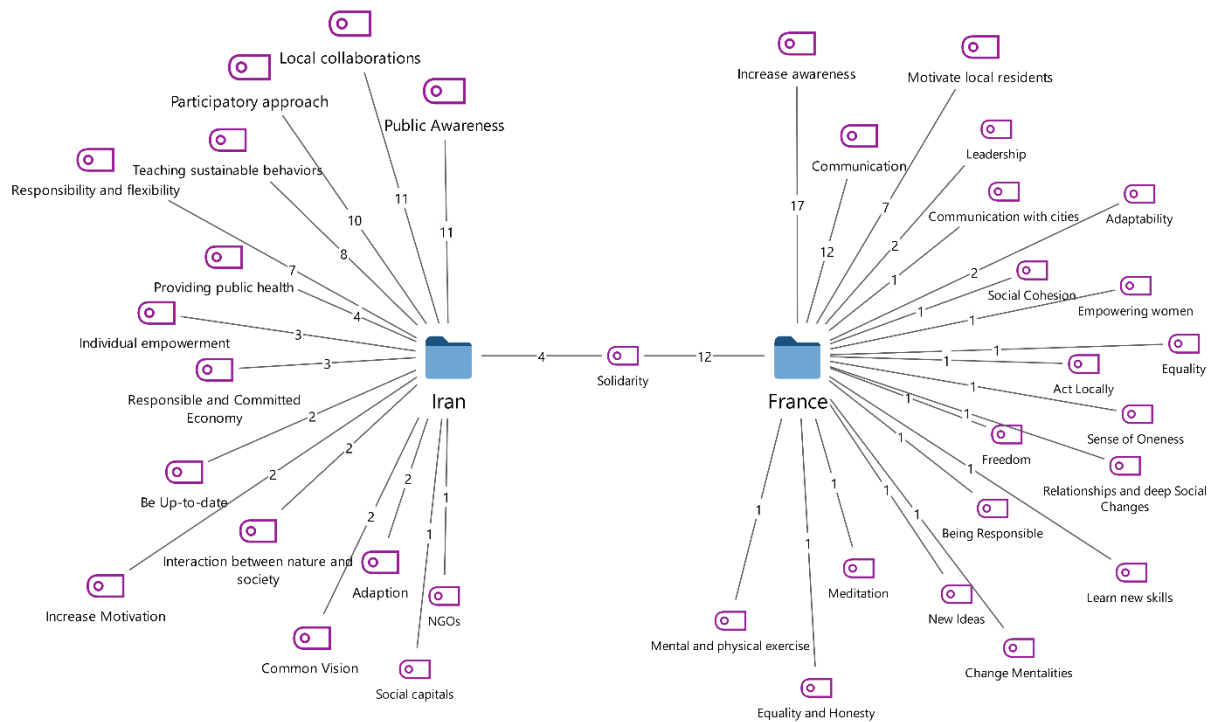 Local collaborations
Participatory approach
Public Awareness
Teaching sustainable behaviors
Responsibility and flexibility
11
10
11
8
7
Providing public health
4
Individual empowerment
3
3
Responsible and Committed
Economy
Iran
2
2
Be Up-to-date
2
2
1
Interaction between nature and
society
2
1
Adaption
Increase Motivation
NGOs
Common Vision
Social capitals
4
Solidarity
12
Increase awareness
Motivate local residents
Communication
Leadership
17
7
Communication with cities
Adaptability
12
2
1
2
Social Cohesion
1
Empowering women
1
1
Equality
1
Act Locally
France
1
Sense of Oneness
1
1
Freedom
Relationships and deep Social
Changes
1
1
1
1
Being Responsible
1
1
1
Meditation
New Ideas
Learn new skills
Mental and physical exercise
Change Mentalities
Equality and Honesty